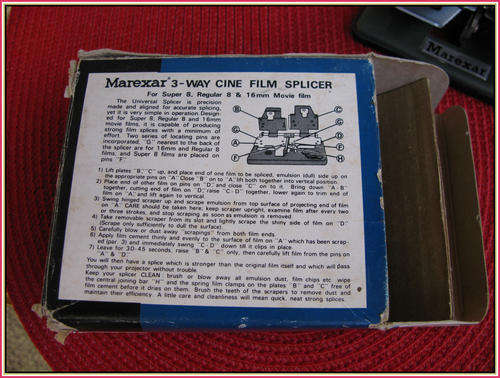 Marexar® 3-WAY CINE FILM SPLICER
For Super 8, Regular 8 & 16mm Movie film
The Universal Splicer is precision
made and aligned for accurate splicing,
yet it is very simple in operation. Design-
ed for Super 8, Regular 8 and 16mm
movie films, it is capable of producing
strong film splices with a minimum of
effort. Two series of locating pins are
incorporated, "G" nearest to the back of
the splicer are for 16mm and Regular 8
films, and Super 8 films are placed on
pins "F".
B C
G G
A D
F E
F H
1) Lift plates "B", "C" up, and place end of one film to be spliced, emulsion (dull) side up on
the appropriate pins on "A". Close "B" on to "A", lift both together into vertical position.
2) Place end of other film on pins on "D", and close "C" on to it. Bring down "A-B"
together, cutting end of film on "D", raise "C-D" together, lower again to trim end of
film on "A", and lift again to vertical.
3) Swing hinged scraper up and scrape emulsion from top surface of projecting end of film
on "A". CARE should be taken here, keep scraper upright, examine film after every two
or three strokes, and stop scraping as soon as emulsion is removed.
4) Take removable scraper from its slot and lightly scrape the shiny side of film on "D".
(Scrape only sufficiently to dull the surface).
5) Carefully blow or dust away "scrapings" from both film ends.
6) Apply film cement thinly and evenly to the surface of film on "A" which has been scrap-
ed (par. 3) and immediately swing "C-D" down till it clips in place.
7) Leave for 30-45 seconds, raise "B" & "C" only, then carefully lift film from the pins on
"A" & "D".
You will then have a splice which is stronger than the original film itself and which will pass
through your projector without trouble.
Keep your splicer CLEAN: brush or blow away all emulsion dust, film chips etc. wipe
the central joining bar "H" and the spring film clamps on the plates "B" and "C" free of
film cement before it dries on them. Brush the teeth of the scrapers to remove dust and
maintain their efficiency. A little care and cleanliness will mean quick, neat strong splices.
Marexar